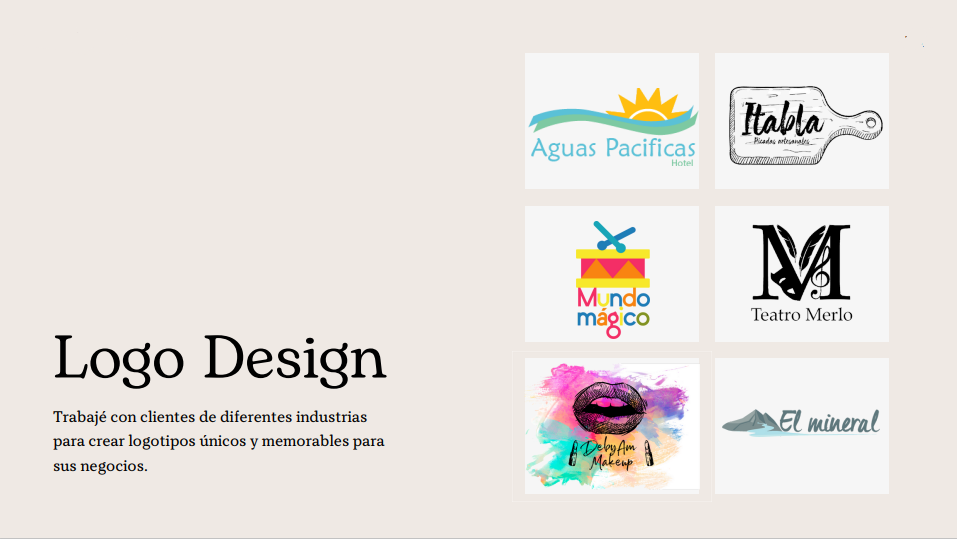 Logo Design
Trabajé con clientes de diferentes industrias
para crear logotipos únicos y memorables para
sus negocios.
Aguas Pacificas
Hotel
Itabla
Picadas artesanales
Mundo
mágico
M
Teatro Merlo
DebyAm
Makeup
El mineral